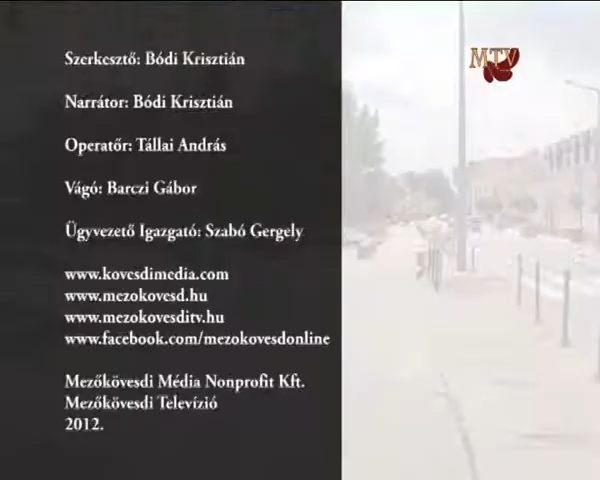 Szerkesztő: Bódi Krisztián
Narrátor: Bódi Krisztián
Operatőr: Tállai András
Vágó: Barczi Gábor
Ügyvezető Igazgató: Szabó Gergely
www.kovesdimedia.com
www.mezokovesd.hu
www.mezokovesditv.hu
www.facebook.com/mezokovesdonline
Mezőkövesdi Média Nonprofit Kft.
Mezőkövesdi Televízió
2012.
MTV